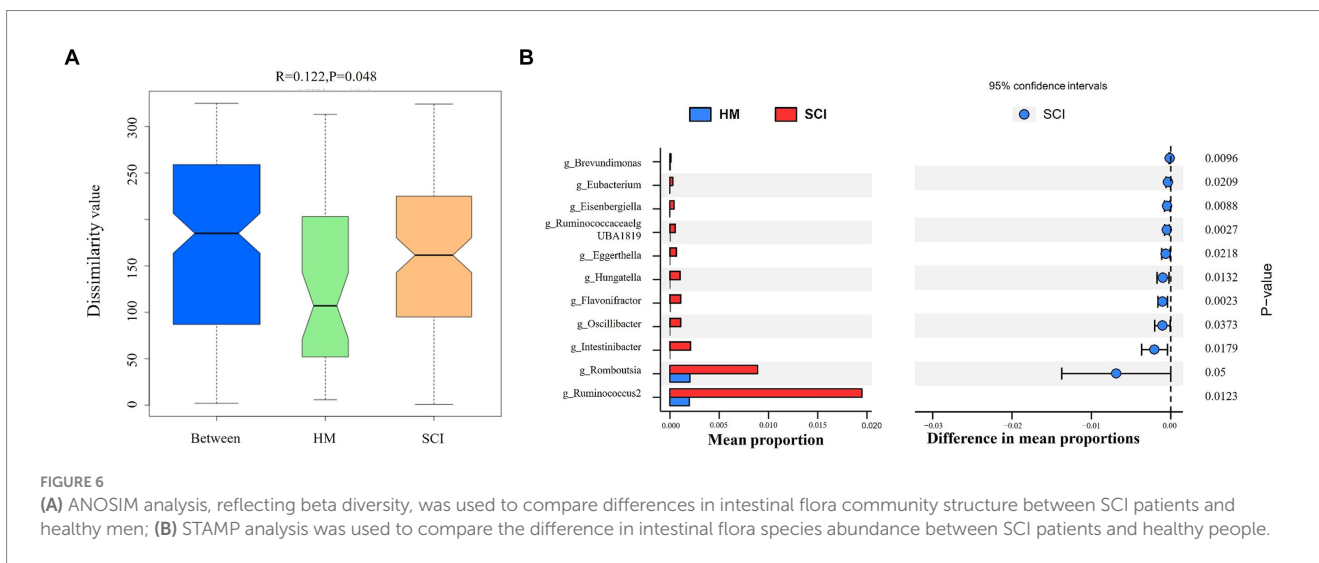 A
R=0.122,P=0.048
Dissimilarity value
300
250
150
100
50
0
Between HM SCI
B
95% confidence intervals
HM SCI
SCI
g_Brevundimonas 0.0096
g_Eubacterium 0.0209
g_Eisenbergiella 0.0088
g_Ruminococcaceaelg
UBA1819 0.0027
g_Eggerthella 0.0218
g_Hungatella 0.0132
g_Flavonifractor 0.0023
g_Oscillibacter 0.0373
g_Intestinibacter 0.0179
g_Romboutsia 0.05
g_Ruminococcus2 0.0123
P-value
0.000 0.005 0.010 0.015 0.020
Mean proportion
−0.03 −0.02 −0.01 0.00
Difference in mean proportions
FIGURE 6
(A) ANOSIM analysis, reflecting beta diversity, was used to compare differences in intestinal flora community structure between SCI patients and
healthy men; (B) STAMP analysis was used to compare the difference in intestinal flora species abundance between SCI patients and healthy people.